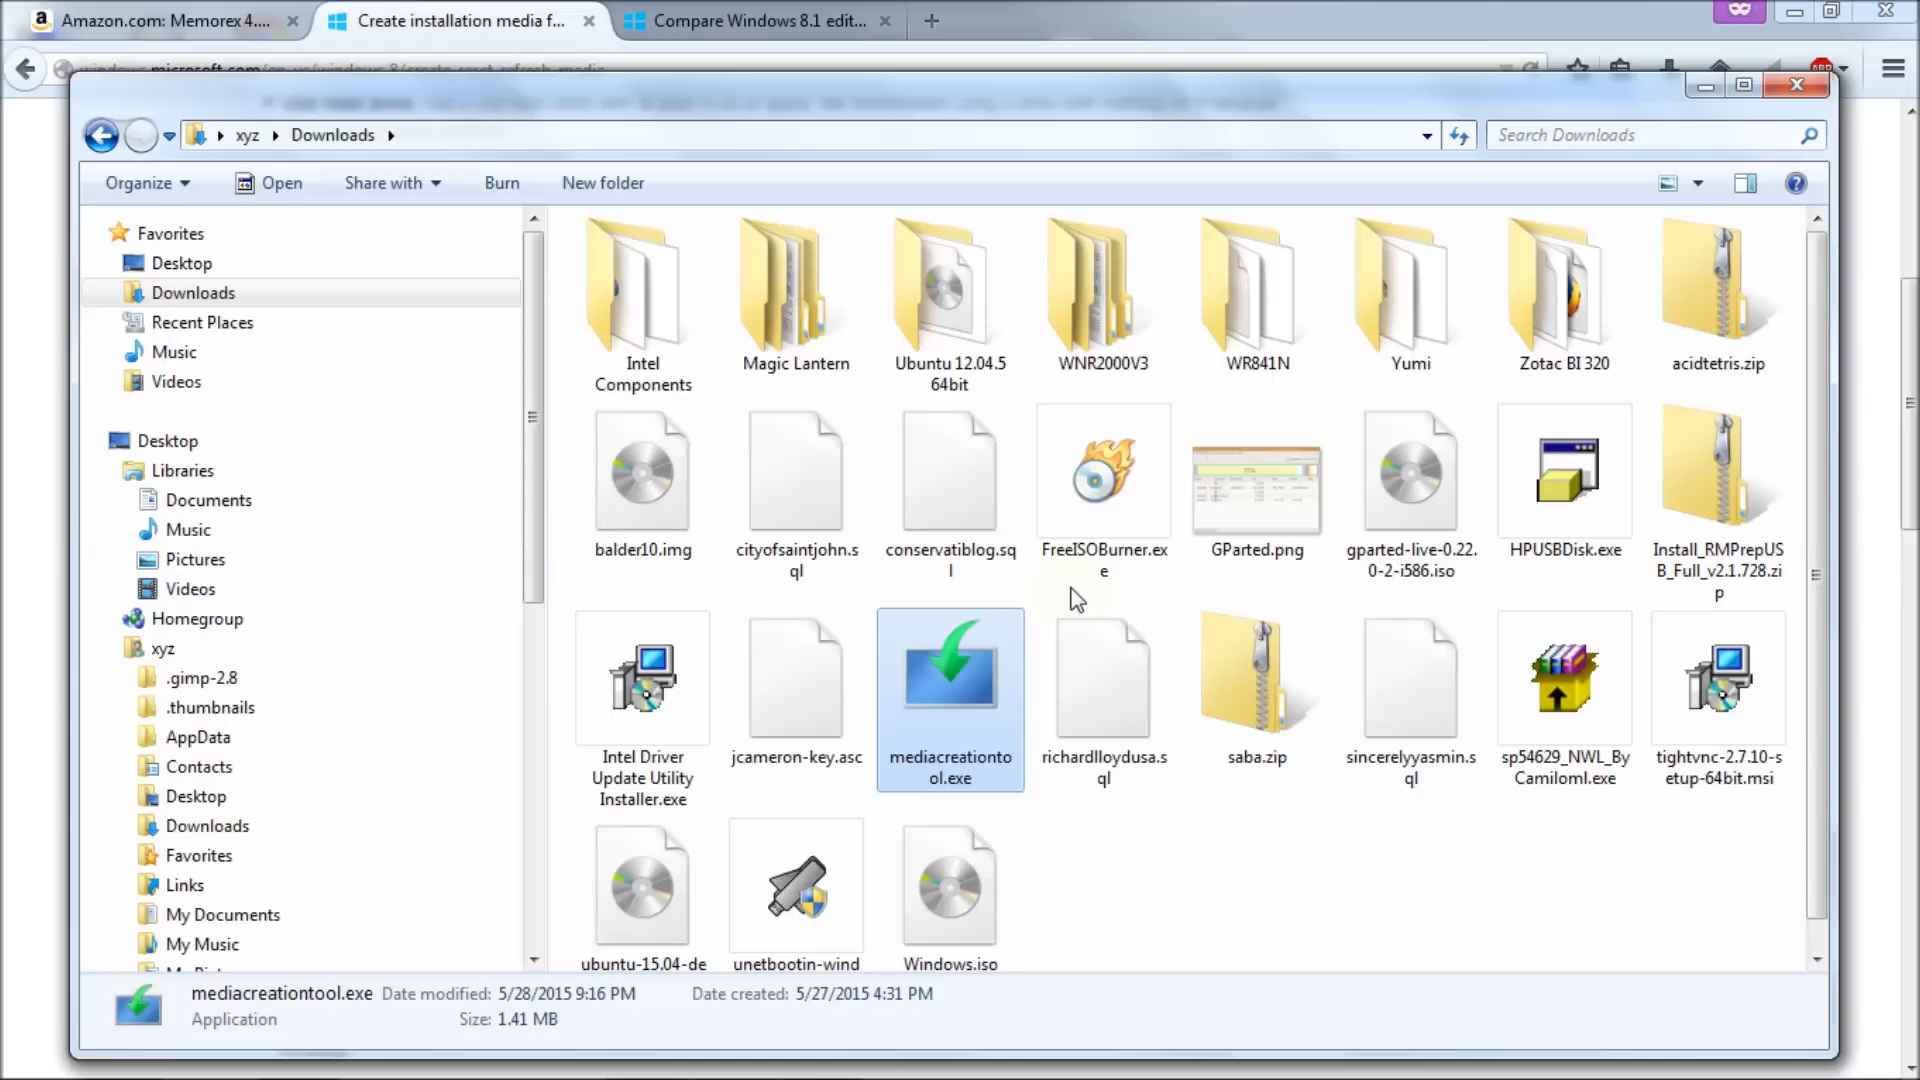 Amazon.com: Memorex 4....
Create installation media f...
Compare Windows 8.1 edit...
xyz
Downloads
Search Downloads
Organize
Open
Share with
Burn
New folder
Favorites
Desktop
Downloads
Recent Places
Music
Videos
Desktop
Libraries
Documents
Music
Pictures
Videos
Homegroup
xyz
.gimp-2.8
.thumbnails
AppData
Contacts
Desktop
Downloads
Favorites
Links
My Documents
My Music
Intel
Components
Magic Lantern
Ubuntu 12.04.5
64bit
WNR2000V3
WR841N
Yumi
Zotac BI 320
acidtetris.zip
balder10.img
cityofsaintjohn.s
ql
conservatiblog.sq
l
FreeISOBurner.ex
e
GParted.png
gparted-live-0.22.
0-2-i586.iso
HPUSBDisk.exe
Install_RMPrepUS
B_Full_v2.1.728.zi
p
Intel Driver
Update Utility
Installer.exe
jcameron-key.asc
mediacreationto
ol.exe
richardlloydusa.s
ql
saba.zip
sincerelyyasmin.s
ql
sp54629_NWL_By
Camiloml.exe
tightvnc-2.7.10-s
etup-64bit.msi
ubuntu-15.04-de
unetbootin-wind
Windows.iso
mediacreationtool.exe Date modified: 5/28/2015 9:16 PM Date created: 5/27/2015 4:31 PM
Application Size: 1.41 MB